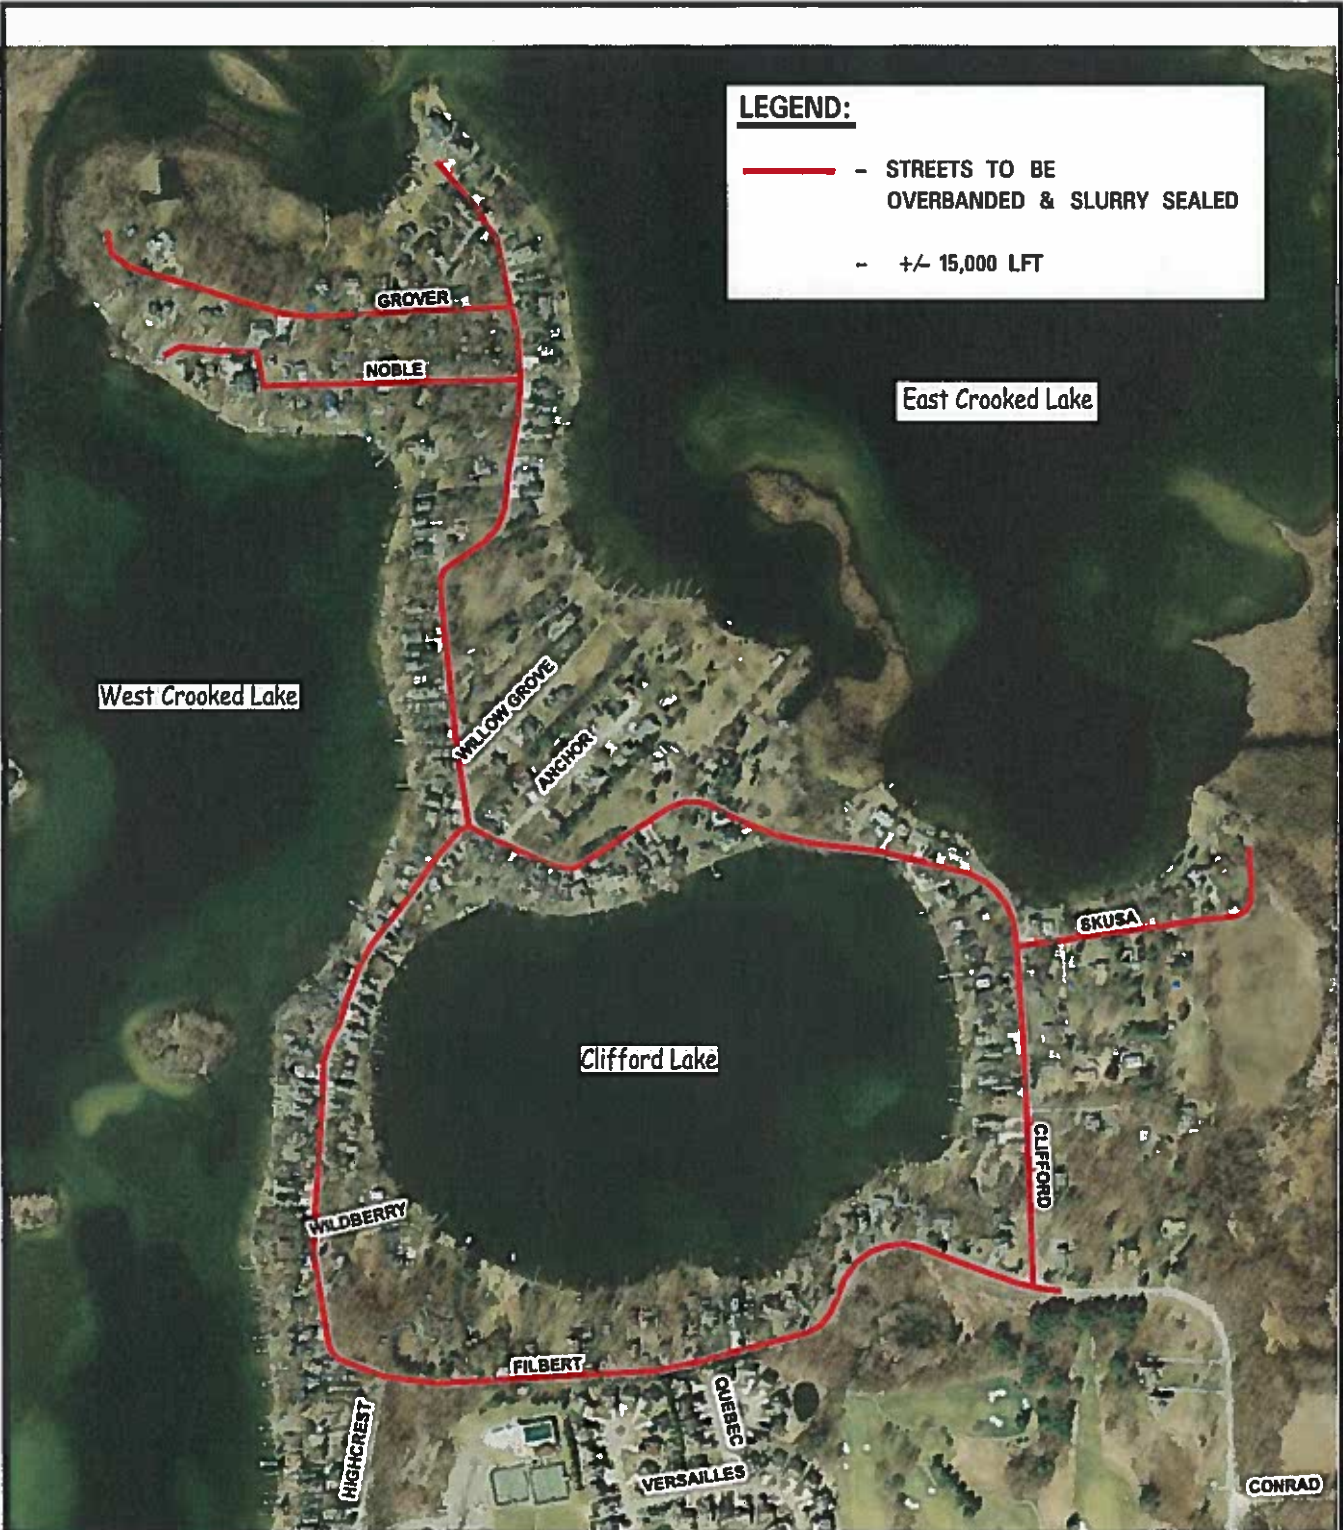 LEGEND:
- STREETS TO BE
OVERBANDED & SLURRY SEALED
- +/- 15,000 LFT
GROVER
NOBLE
East Crooked Lake
West Crooked Lake
WILLOW GROVE
ANCHOR
SKUSA
Clifford Lake
CLIFFORD
WILDBERRY
FILBERT
QUEBEC
HIGHCREST
VERSAILLES
CONRAD